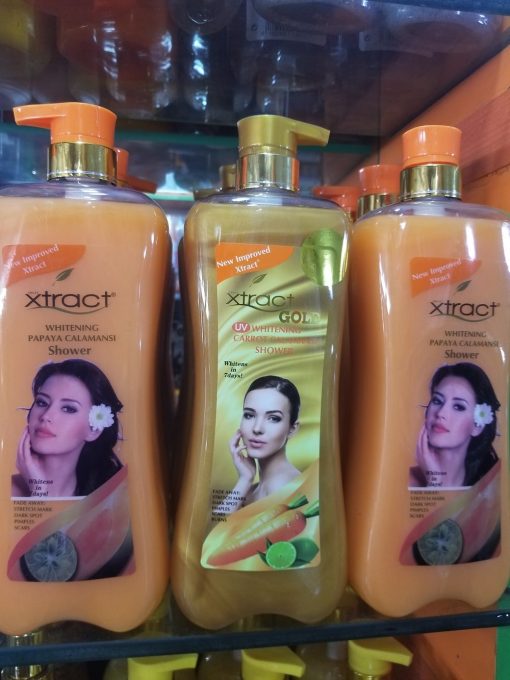 New Improved
Xtract
xtract®
WHITENING
PAPAYA CALAMANSI
Shower
Whitens
in
7days!
FADE AWAY:
STRETCH MARK
DARK SPOT
PIMPLES
SCARS
New Improved
Xtract®
xtract
GOLD
UV WHITENING
CARROT
SHOWER
Whitens
in
7days!
FADE AWAY:
STRETCH MARK
DARK SPOT
PIMPLES
SCARS
BURNS
New Improved
Xtract®
xtract®
WHITENING
PAPAYA CALAMANSI
Shower
Whitens
in
7days!
FADE AWAY:
STRETCH MARK
DARK SPOT
PIMPLES
SCARS